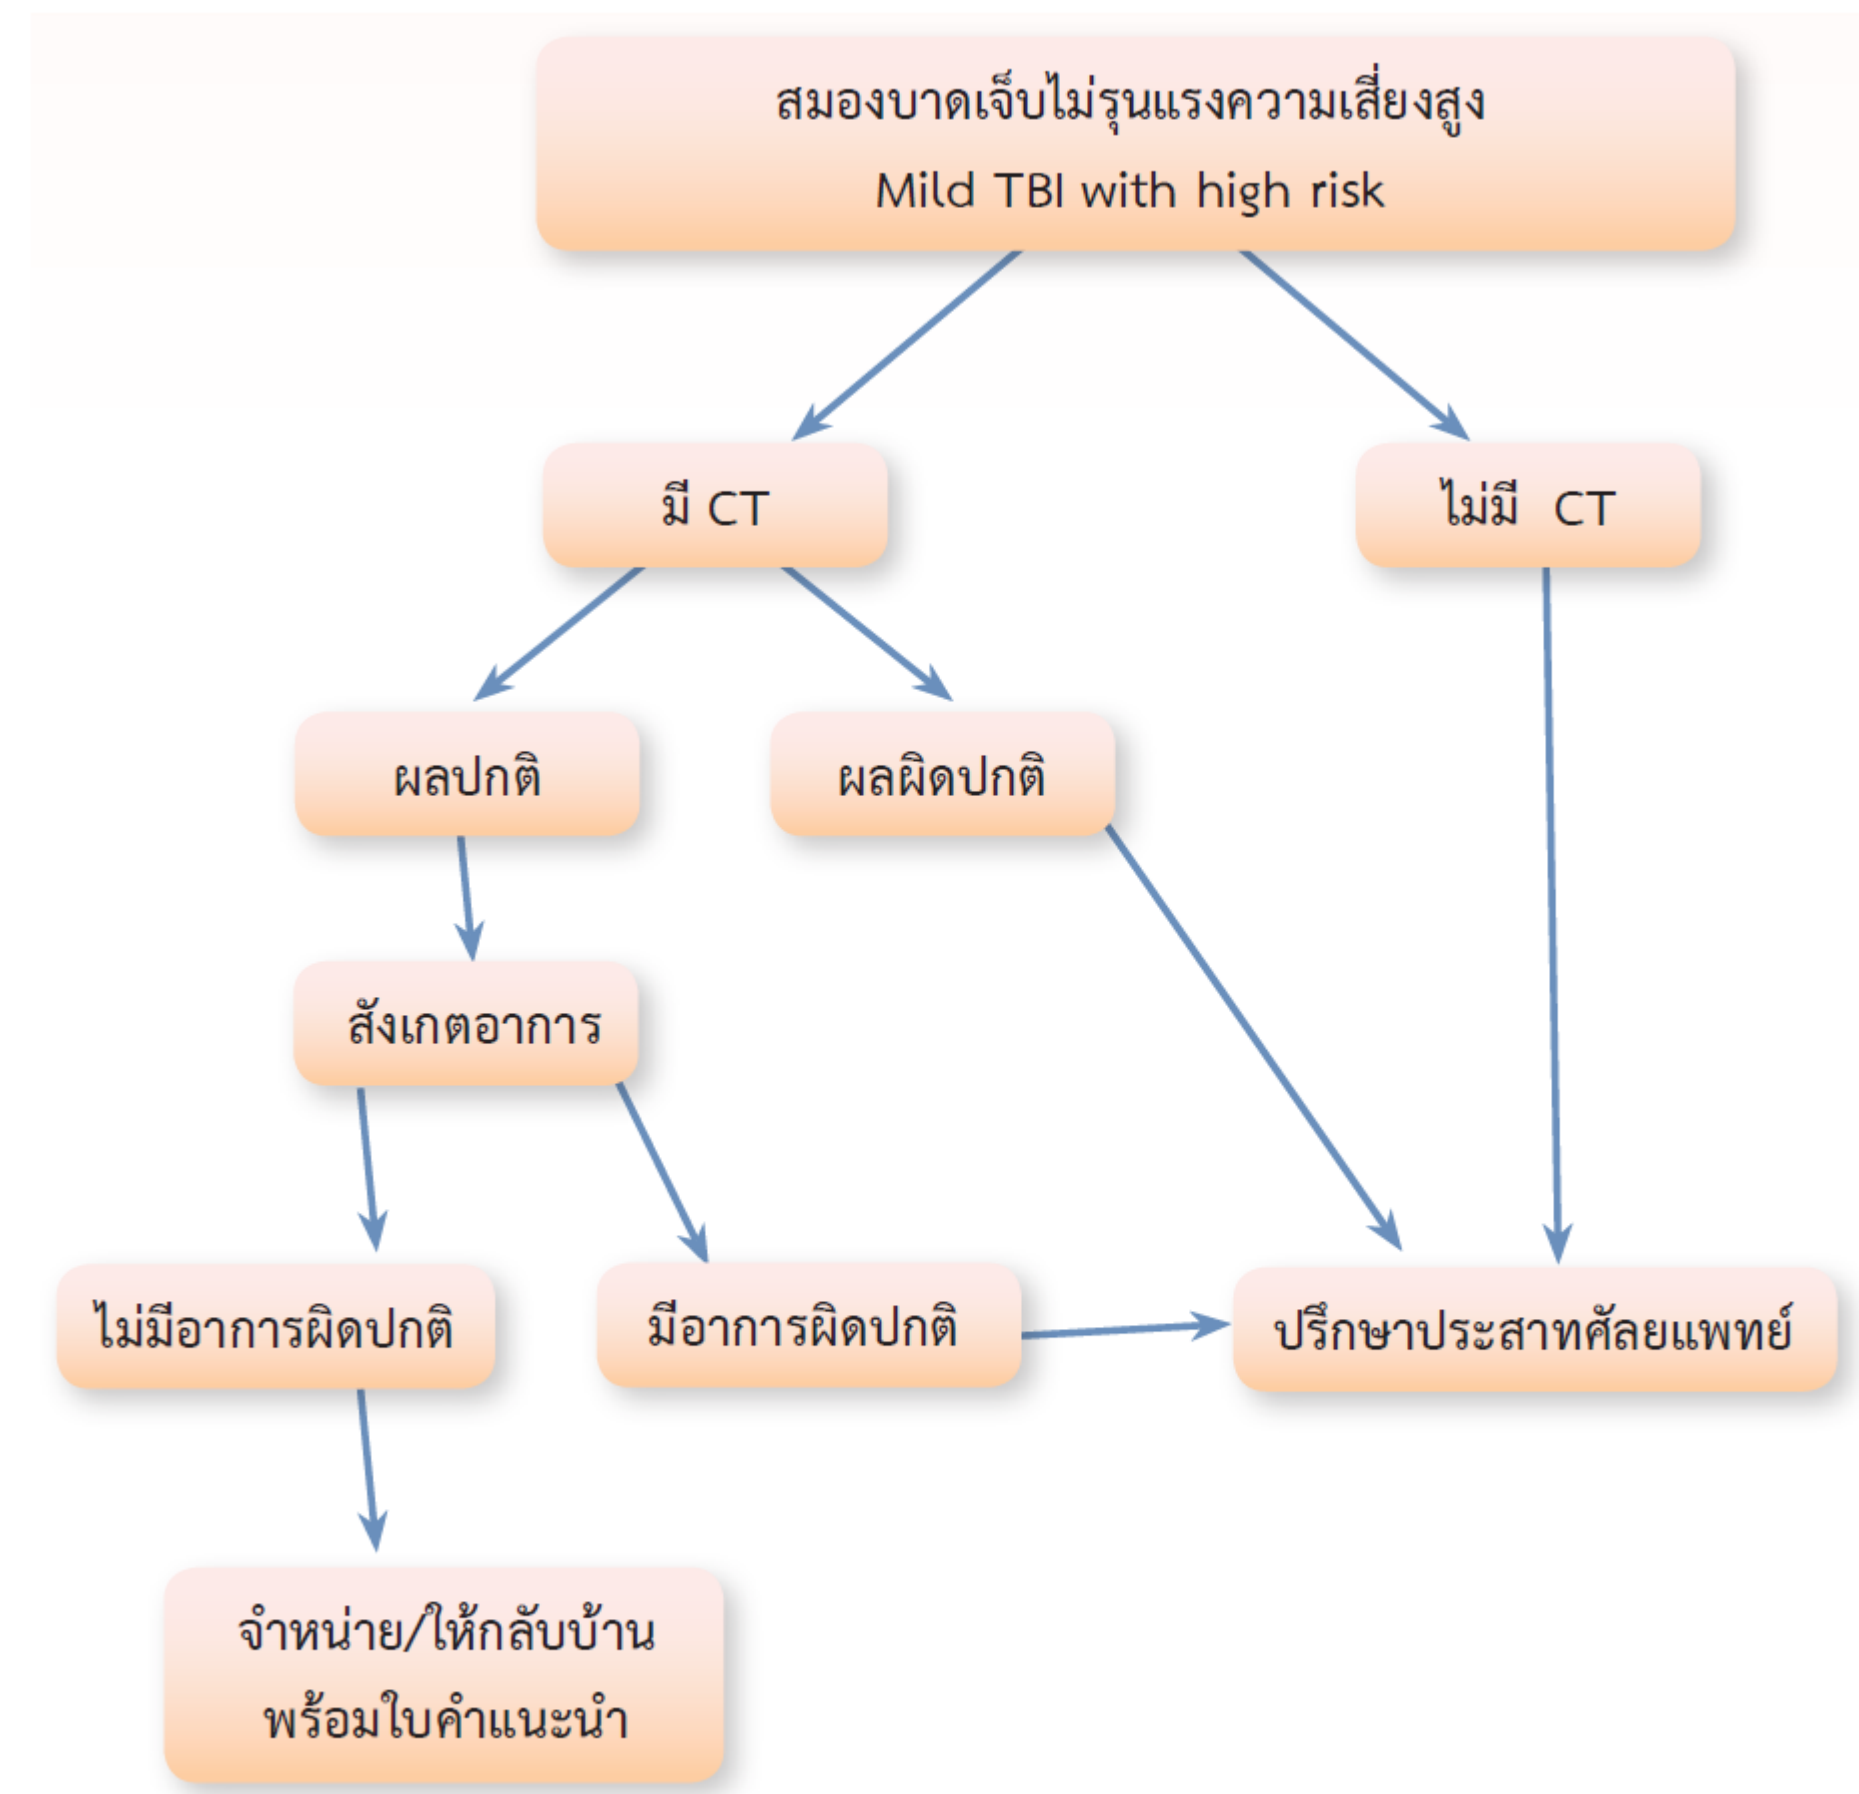 สมองบาดเจ็บไม่รุนแรงความเสี่ยงสูง
Mild TBI with high risk
มี CT
ไม่มี CT
ผลปกติ
ผลผิดปกติ
สังเกตอาการ
ไม่มีอาการผิดปกติ
มีอาการผิดปกติ
ปรึกษาประสาทศัลยแพทย์
จำหน่าย/ให้กลับบ้าน
พร้อมใบคำแนะนำ